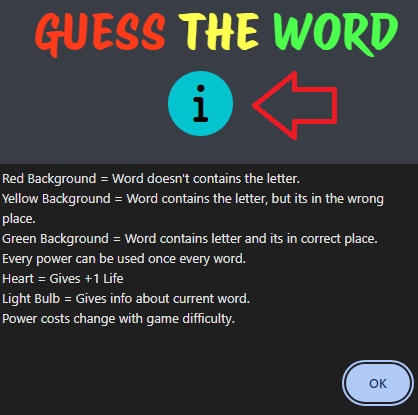 GUESS THE WORD
i
Red Background = Word doesn't contains the letter.
Yellow Background = Word contains the letter, but its in the wrong
place.
Green Background = Word contains letter and its in correct place.
Every power can be used once every word.
Heart = Gives +1 Life
Light Bulb = Gives info about current word.
Power costs change with game difficulty.
OK